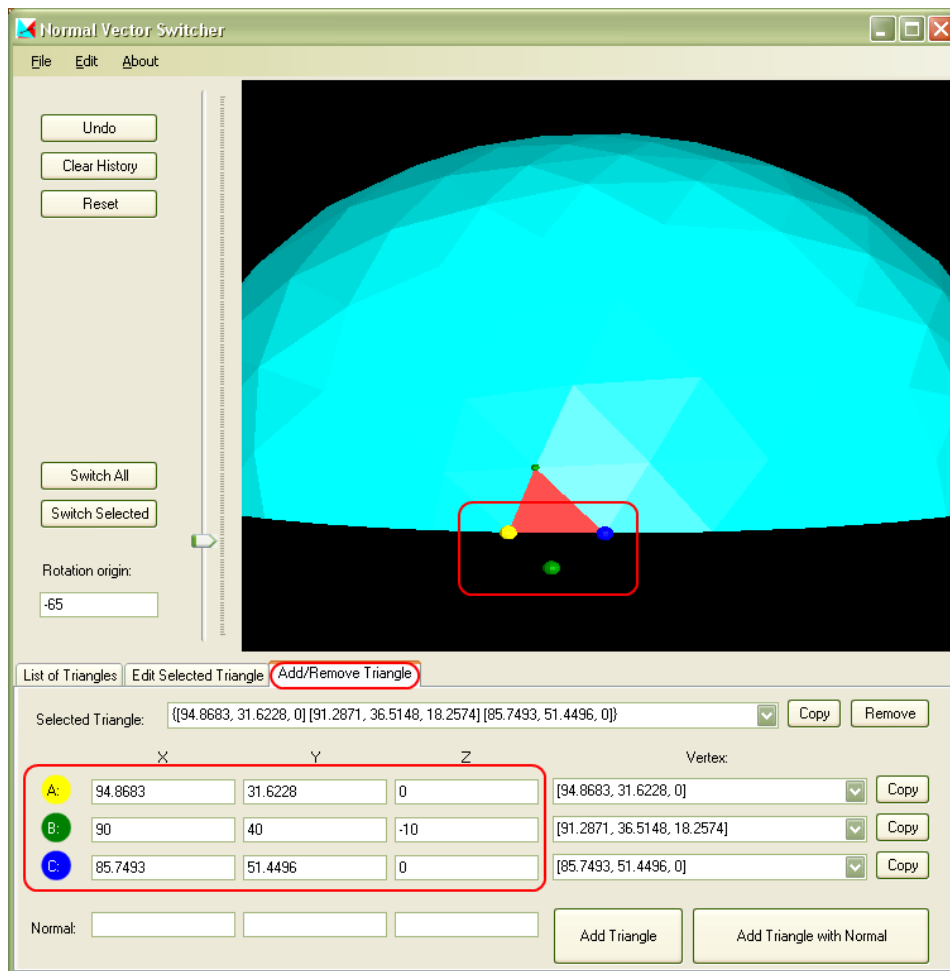 Normal Vector Switcher
File Edit About
Undo
Clear History
Reset
Switch All
Switch Selected
Rotation origin:
-65
List of Triangles Edit Selected Triangle Add/Remove Triangle
Selected Triangle: {[94.8683, 31.6228, 0] [91.2871, 36.5148, 18.2574] [85.7493, 51.4496, 0]} Copy Remove
X Y Z Vertex:
A: 94.8683 31.6228 0 [94.8683, 31.6228, 0] Copy
B: 90 40 -10 [91.2871, 36.5148, 18.2574] Copy
C: 85.7493 51.4496 0 [85.7493, 51.4496, 0] Copy
Normal: Add Triangle Add Triangle with Normal